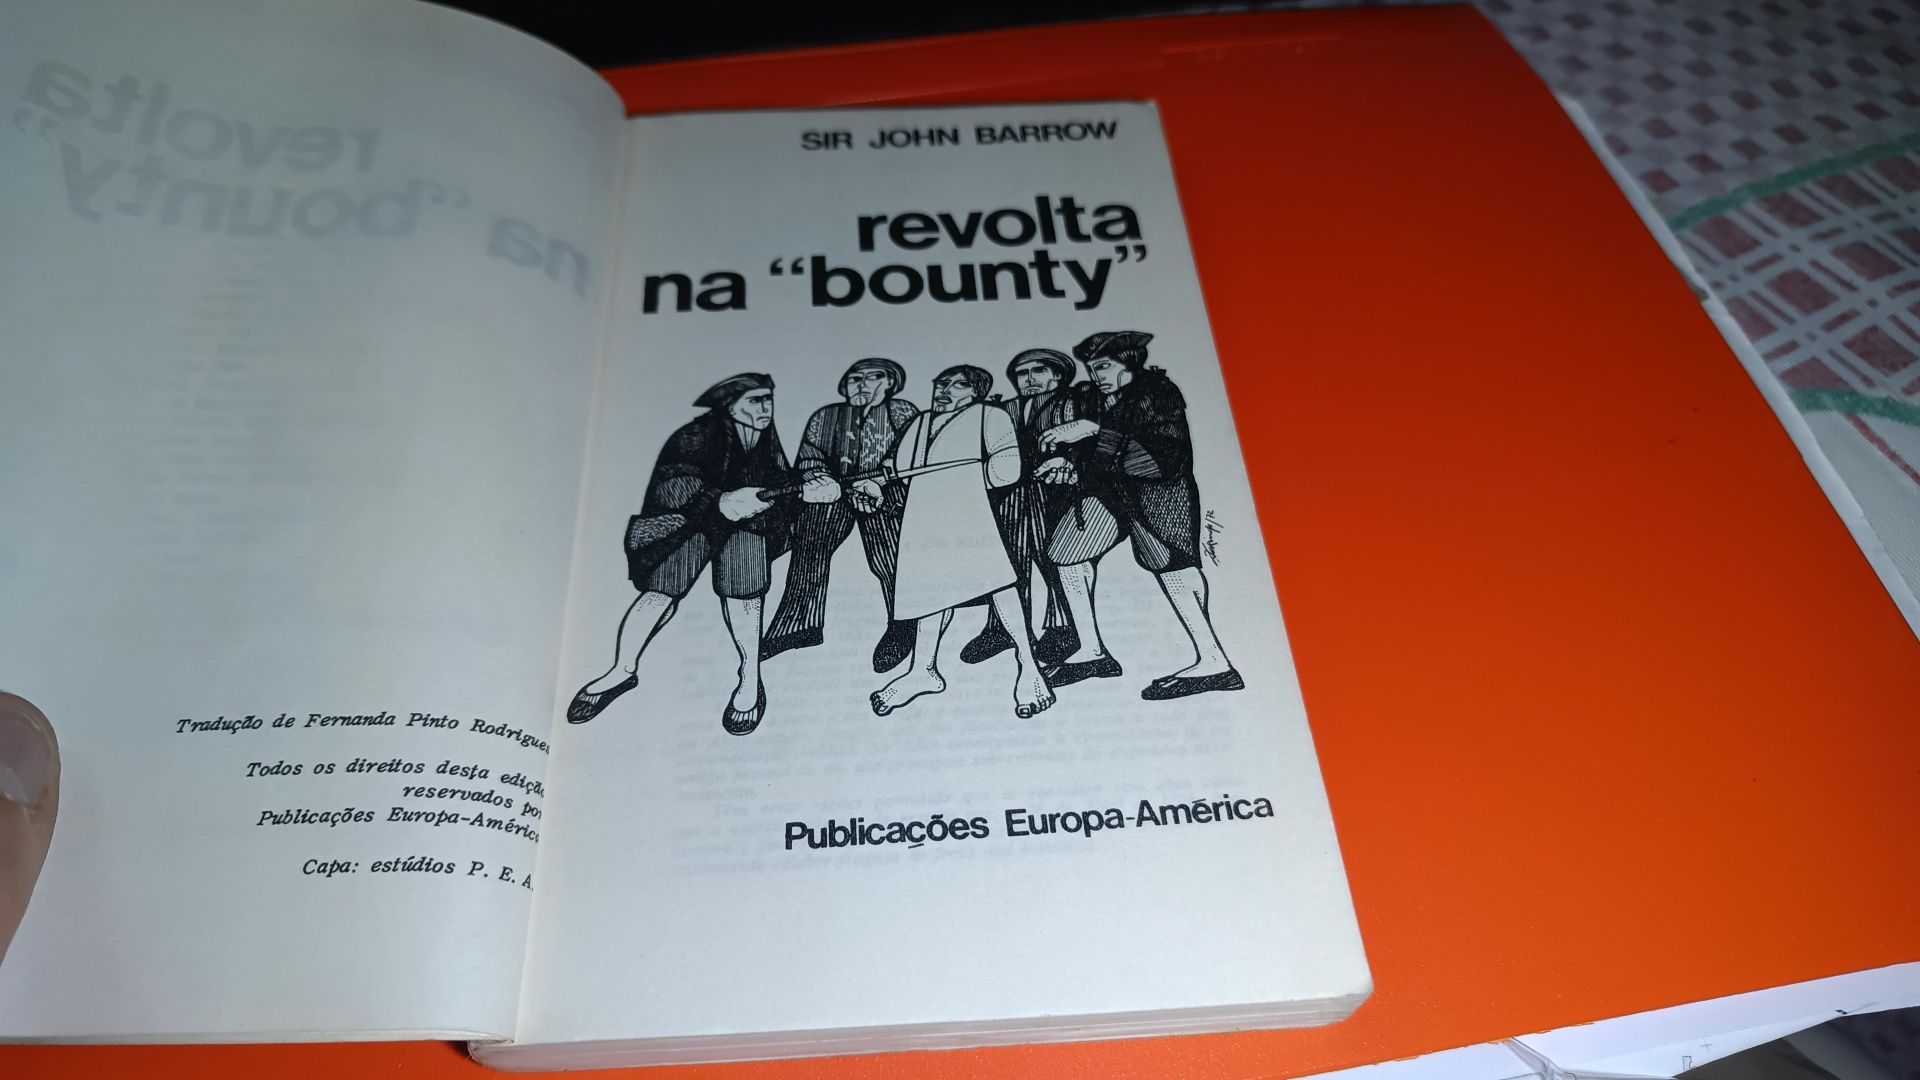 Tradução de Fernanda Pinto Rodrigues
Todos os direitos desta edição
reservados por
Publicações Europa-América
Capa: estúdios P. E. A.
SIR JOHN BARROW
revolta
na “bounty”
Publicações Europa-América